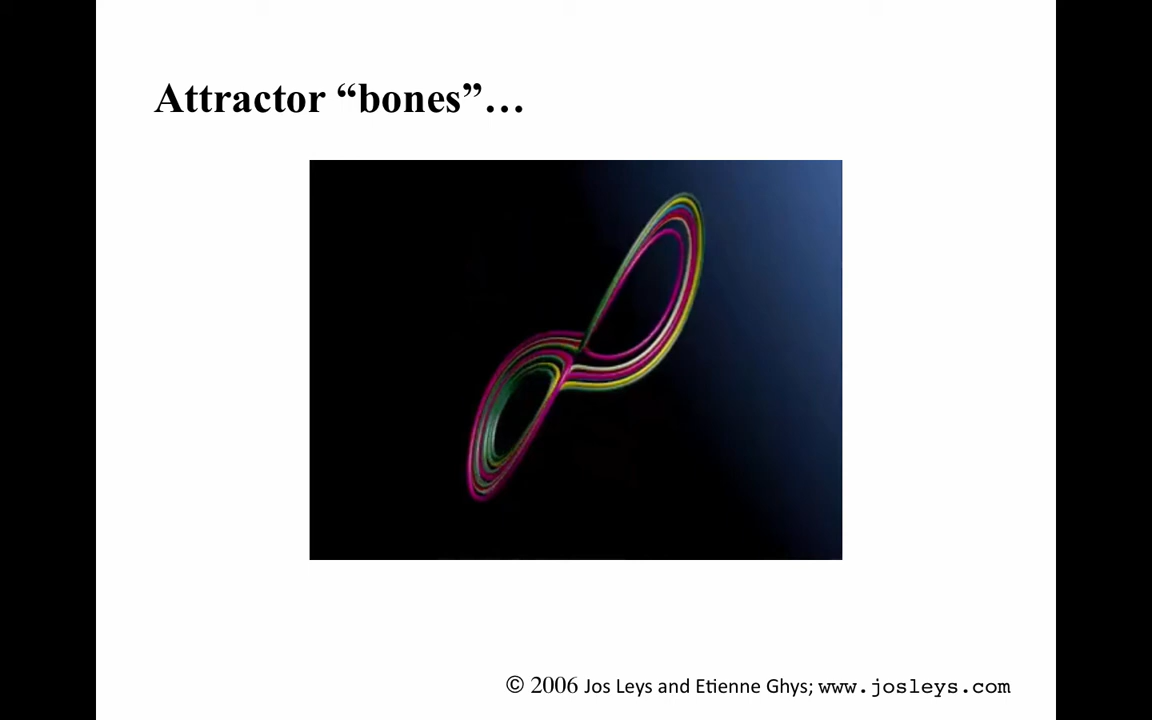 Attractor “bones”…
© 2006 Jos Leys and Etienne Ghys; www.josleys.com